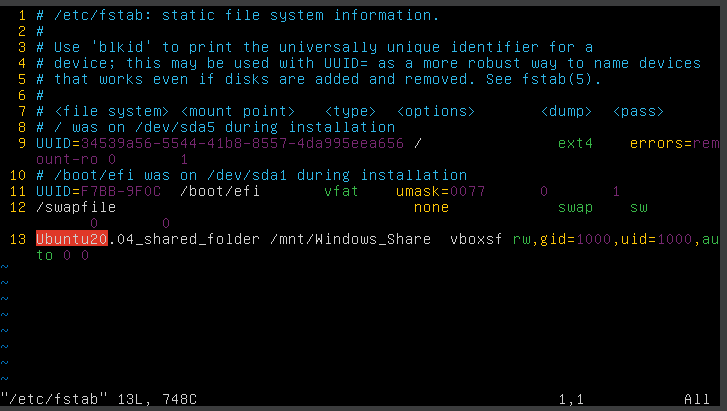 1 # /etc/fstab: static file system information.
2 #
3 # Use 'blkid' to print the universally unique identifier for a
4 # device; this may be used with UUID= as a more robust way to name devices
5 # that works even if disks are added and removed. See fstab(5).
6 #
7 # <file system> <mount point>   <type>  <options>       <dump>  <pass>
8 # / was on /dev/sda5 during installation
9 UUID=34539a56-5544-41b8-8557-4da995eea656 /               ext4    errors=rem
ount-ro 0       1
10 # /boot/efi was on /dev/sda1 during installation
11 UUID=F7BB-9F0C  /boot/efi       vfat    umask=0077      0       1
12 /swapfile                                 none            swap    sw
0       0
13 Ubuntu20.04_shared_folder /mnt/Windows_Share  vboxsf rw,gid=1000,uid=1000,au
to 0 0
~
~
~
~
~
~
~
~
"/etc/fstab" 13L, 748C                                        1,1           All